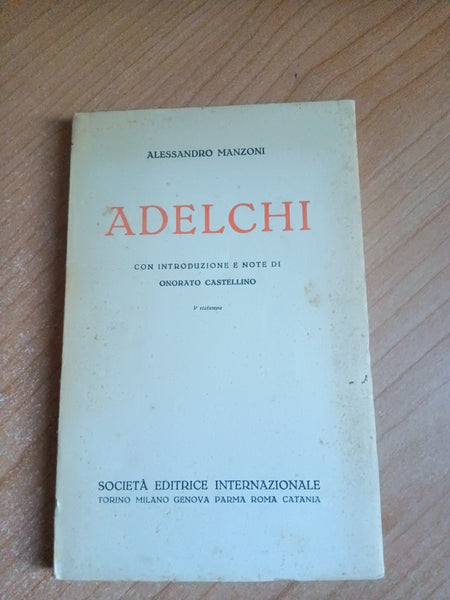 ALESSANDRO MANZONI
ADELCHI
CON INTRODUZIONE E NOTE DI
ONORATO CASTELLINO
V ristampa
SOCIETÀ EDITRICE INTERNAZIONALE
TORINO MILANO GENOVA PARMA ROMA CATANIA